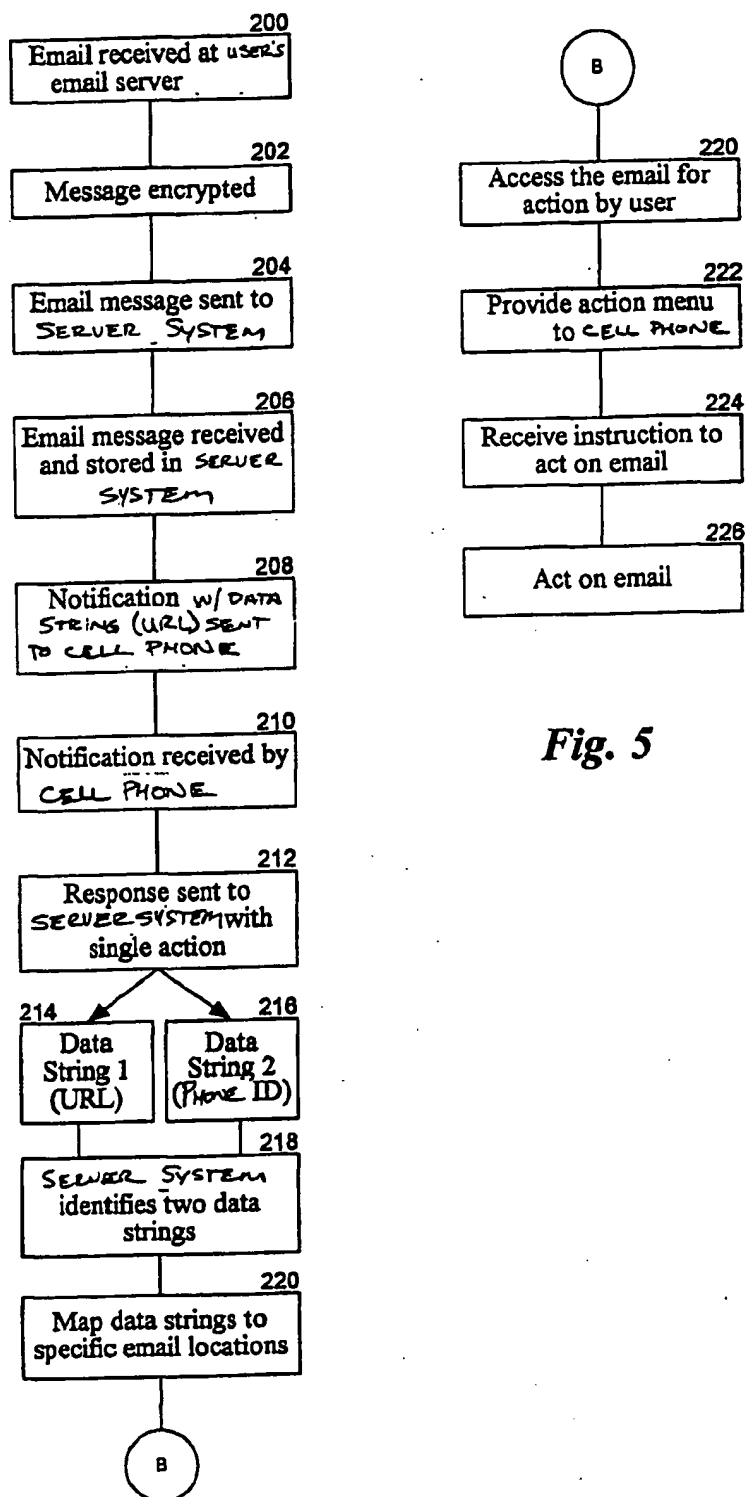 200
Email received at USER'S
email server
202
Message encrypted
204
Email message sent to
SERVER SYSTEM
206
Email message received
and stored in SERVER
SYSTEM
208
Notification W/ DATA
STRING (URL) SENT
TO CELL PHONE
210
Notification received by
CELL PHONE
212
Response sent to
SERVER SYSTEM with
single action
214
Data
String 1
(URL)
216
Data
String 2
(PHONE ID)
218
SERVER SYSTEM
identifies two data
strings
220
Map data strings to
specific email locations
B
B
220
Access the email for
action by user
222
Provide action menu
to CELL PHONE
224
Receive instruction to
act on email
226
Act on email
Fig. 5